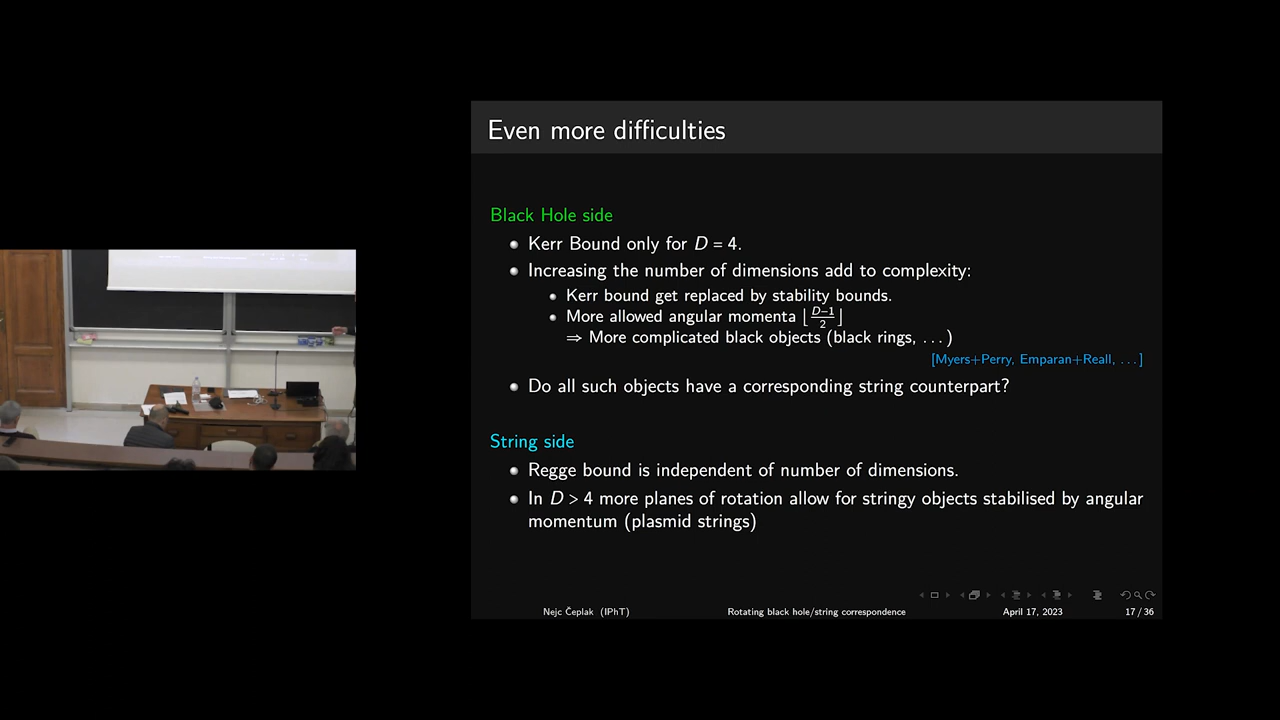 Even more difficulties
Black Hole side
Kerr Bound only for D = 4.
Increasing the number of dimensions add to complexity:
Kerr bound get replaced by stability bounds.
More allowed angular momenta ⌊(D−1)/2⌋
⇒ More complicated black objects (black rings, ...)
[Myers+Perry, Emparan+Reall, ...]
Do all such objects have a corresponding string counterpart?
String side
Regge bound is independent of number of dimensions.
In D > 4 more planes of rotation allow for stringy objects stabilised by angular
momentum (plasmid strings)
Nejc Čeplak (IPhT) Rotating black hole/string correspondence April 17, 2023 17 / 36